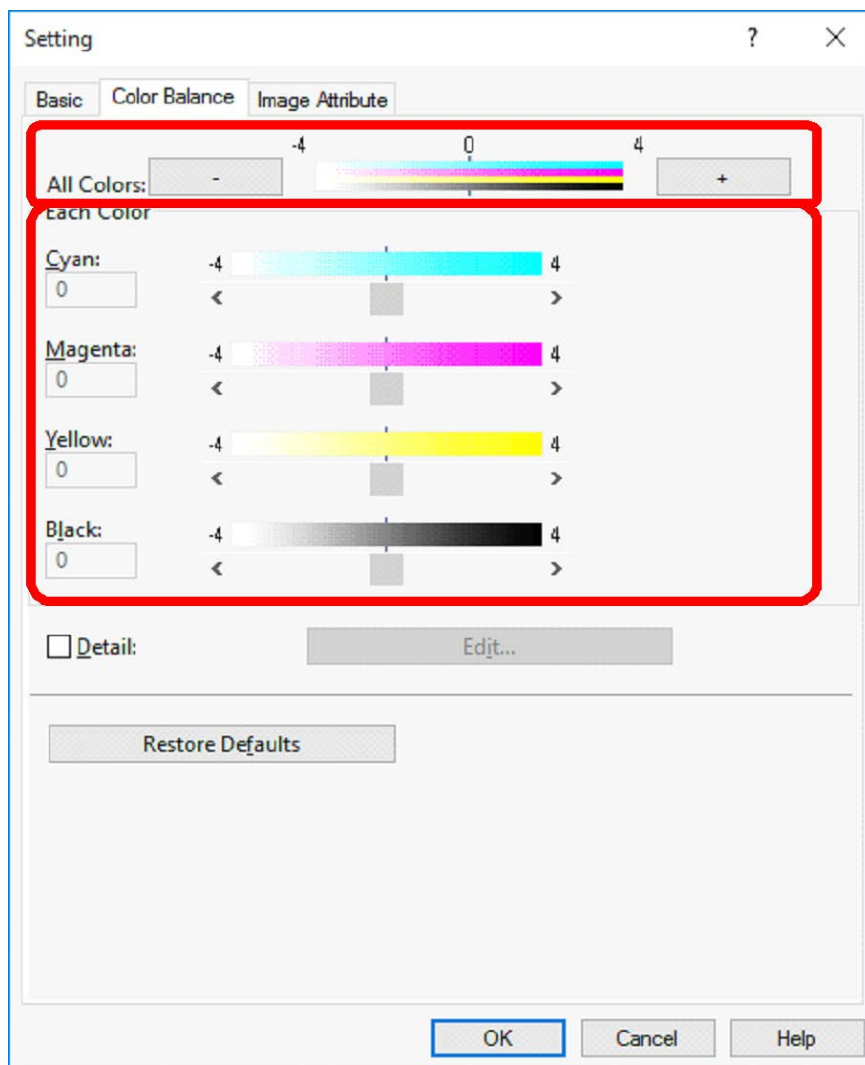 Setting ?
Basic Color Balance Image Attribute
-4 0 4
All Colors: - +
Each Color
Cyan: -4 4
0 < >
Magenta: -4 4
0 < >
Yellow: -4 4
0 < >
Black: -4 4
0 < >
Detail: Edit...
Restore Defaults
OK Cancel Help